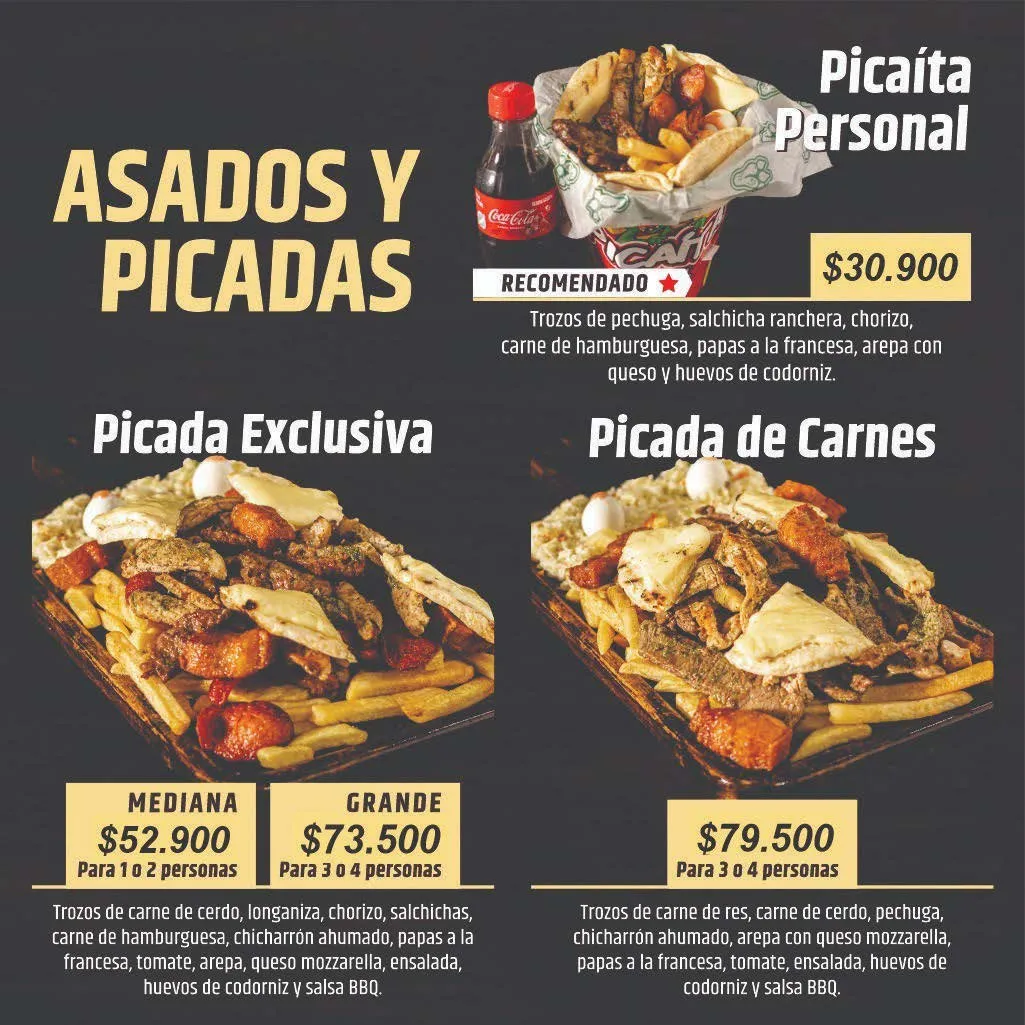 ASADOS Y
PICADAS
Picaíta
Personal
Coca-Cola
RECOMENDADO
$30.900
Trozos de pechuga, salchicha ranchera, chorizo,
carne de hamburguesa, papas a la francesa, arepa con
queso y huevos de codorniz.
Picada Exclusiva
MEDIANA
$52.900
Para 1 o 2 personas
GRANDE
$73.500
Para 3 o 4 personas
Trozos de carne de cerdo, longaniza, chorizo, salchichas,
carne de hamburguesa, chicharrón ahumado, papas a la
francesa, tomate, arepa, queso mozzarella, ensalada,
huevos de codorniz y salsa BBQ.
Picada de Carnes
$79.500
Para 3 o 4 personas
Trozos de carne de res, carne de cerdo, pechuga,
chicharrón ahumado, arepa con queso mozzarella,
papas a la francesa, tomate, ensalada, huevos de
codorniz y salsa BBQ.